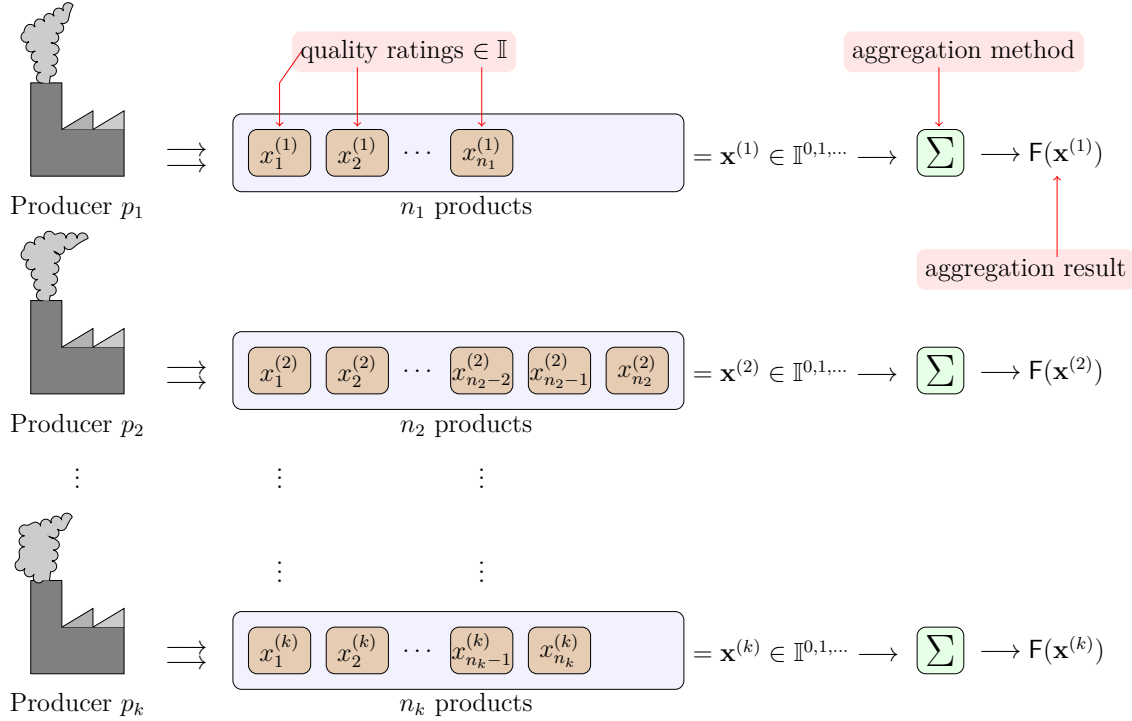 quality ratings ∈ 𝕀
aggregation method
x_1^{(1)} x_2^{(1)} ⋯ x_{n_1}^{(1)} = 𝐱^{(1)} ∈ 𝕀^{0,1,…} ⟶ ∑ ⟶ F(𝐱^{(1)})
Producer p_1
n_1 products
aggregation result
x_1^{(2)} x_2^{(2)} ⋯ x_{n_2−2}^{(2)} x_{n_2−1}^{(2)} x_{n_2}^{(2)} = 𝐱^{(2)} ∈ 𝕀^{0,1,…} ⟶ ∑ ⟶ F(𝐱^{(2)})
Producer p_2
n_2 products
⋮ ⋮ ⋮
⋮ ⋮
x_1^{(k)} x_2^{(k)} ⋯ x_{n_k−1}^{(k)} x_{n_k}^{(k)} = 𝐱^{(k)} ∈ 𝕀^{0,1,…} ⟶ ∑ ⟶ F(𝐱^{(k)})
Producer p_k
n_k products